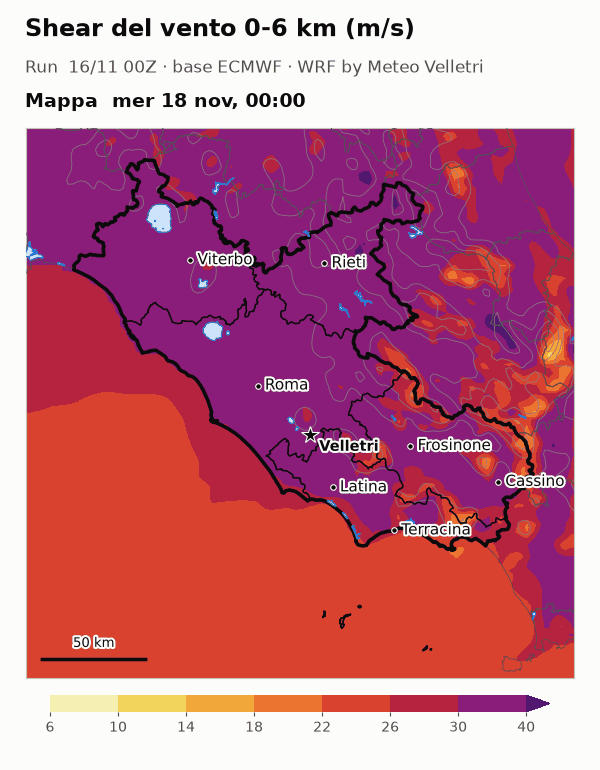 Shear del vento 0-6 km (m/s)
Run  16/11 00Z · base ECMWF · WRF by Meteo Velletri
Mappa  mer 18 nov, 00:00
Viterbo
Rieti
Roma
Velletri
Frosinone
Latina
Cassino
Terracina
50 km
6 10 14 18 22 26 30 40